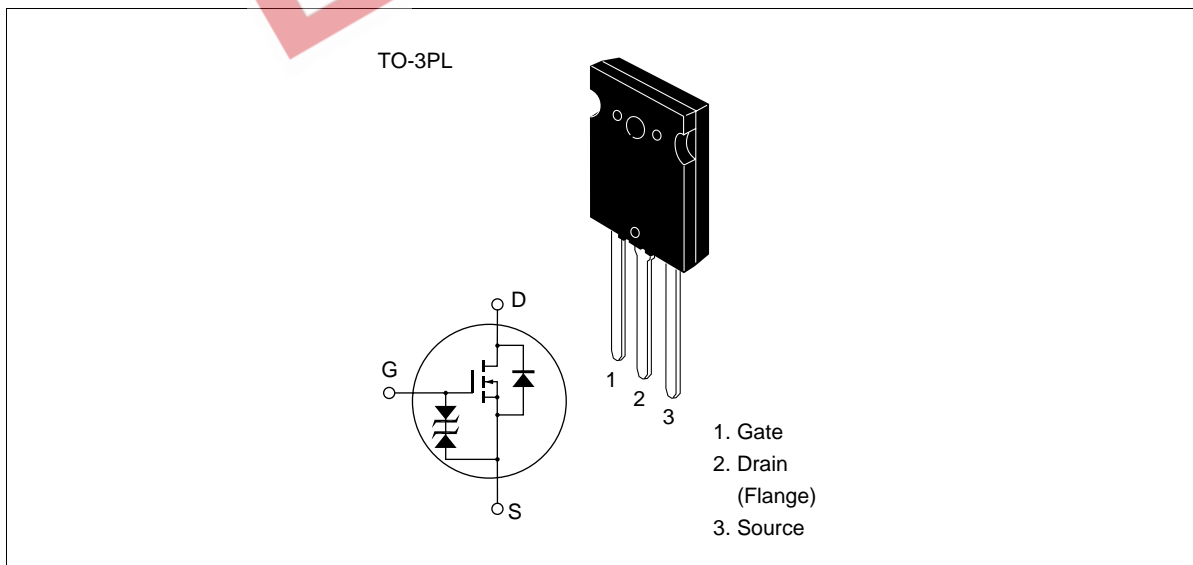 TO-3PL
D
G
S
1
2
3
1. Gate
2. Drain
(Flange)
3. Source